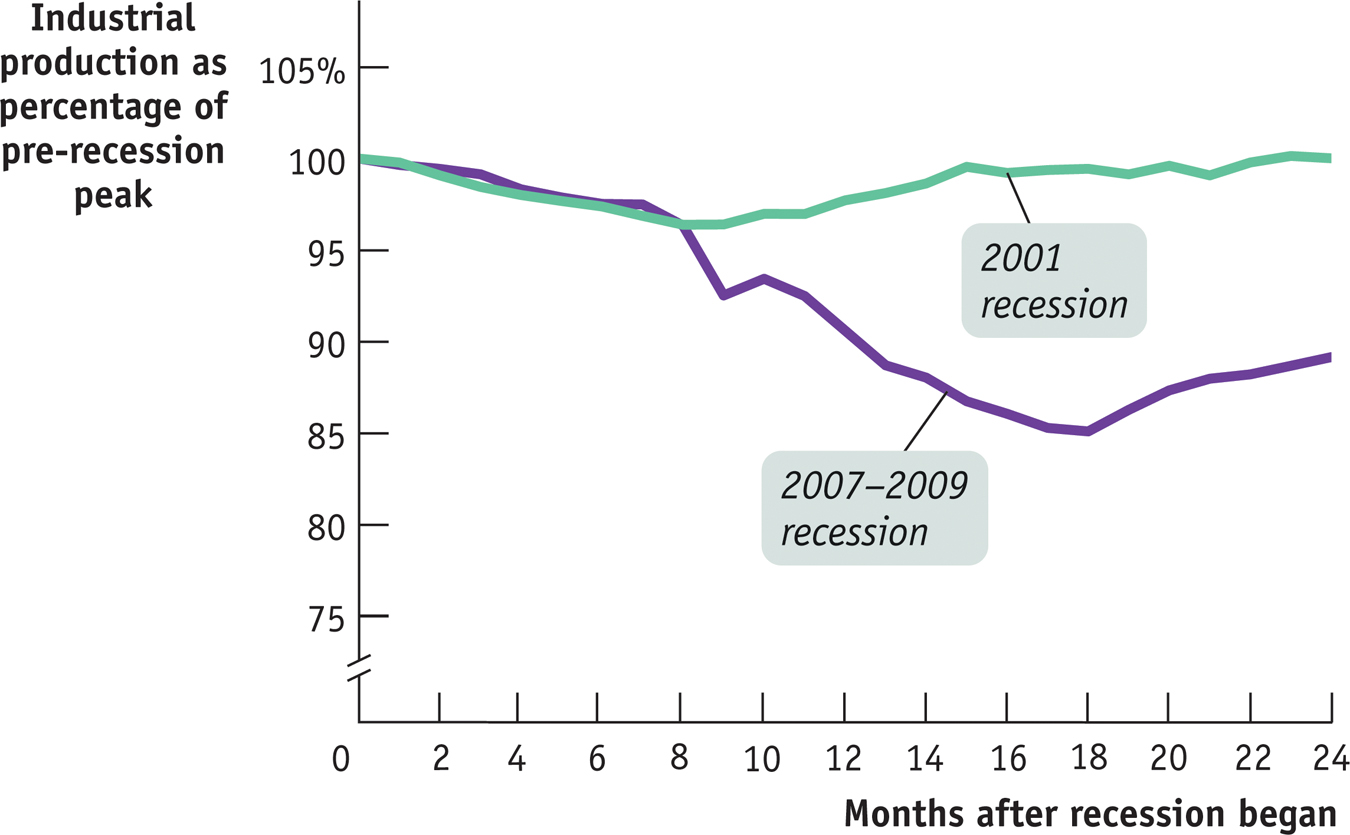 Industrial
production as
percentage of
pre-recession
peak
105%
100
95
90
85
80
75
2001
recession
2007–2009
recession
0 2 4 6 8 10 12 14 16 18 20 22 24
Months after recession began